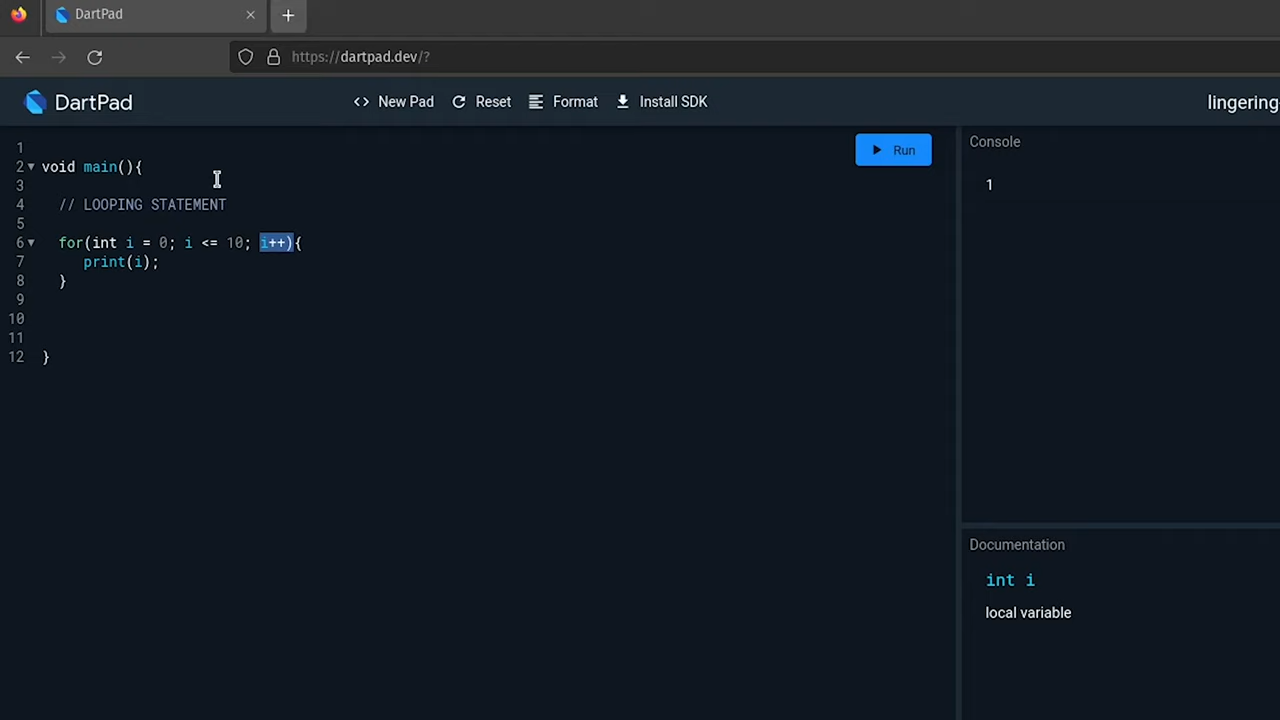 DartPad
https://dartpad.dev/?
DartPad
<> New Pad
Reset
Format
Install SDK
lingering
Run
Console
1
1
2 void main(){
3
4 // LOOPING STATEMENT
5
6 for(int i = 0; i <= 10; i++){
7 print(i);
8 }
9
10
11
12 }
Documentation
int i
local variable